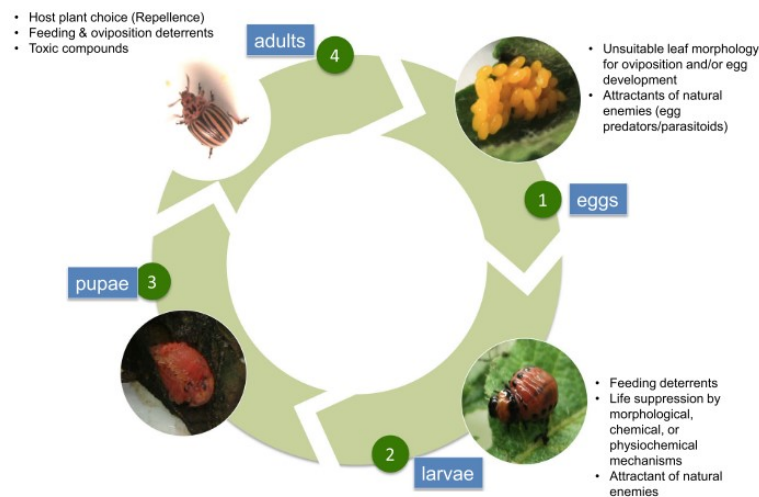 • Host plant choice (Repellence)
• Feeding & oviposition deterrents
• Toxic compounds
adults
4
• Unsuitable leaf morphology
for oviposition and/or egg
development
• Attractants of natural
enemies (egg
predators/parasitoids)
1
eggs
pupae
3
• Feeding deterrents
• Life suppression by
morphological,
chemical, or
physiochemical
mechanisms
• Attractant of natural
enemies
2
larvae